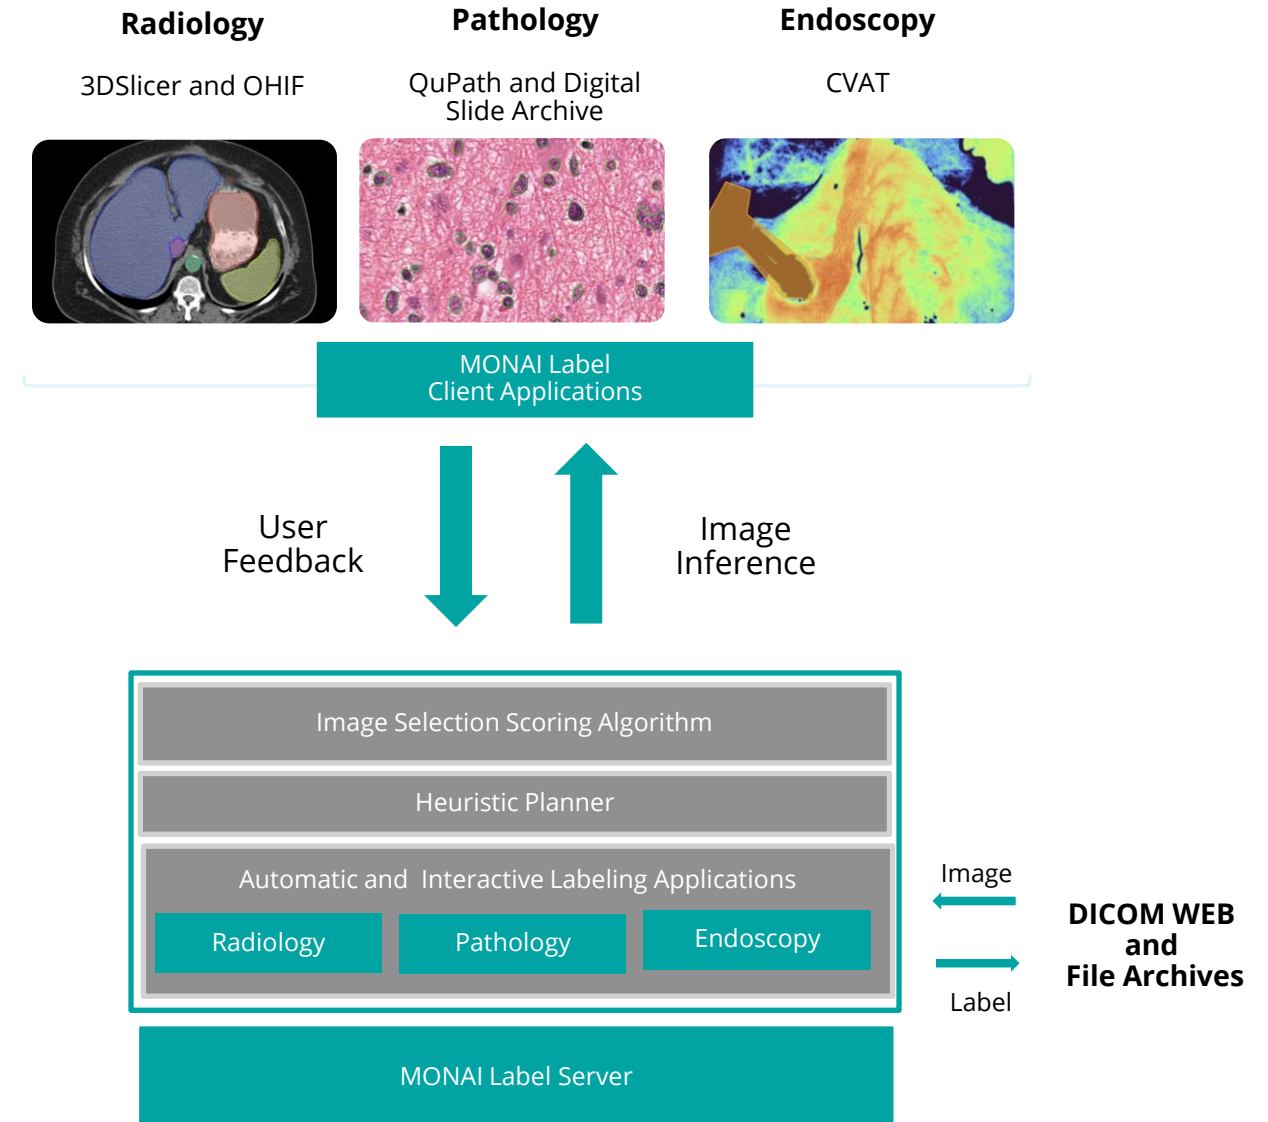 Radiology
Pathology
Endoscopy
3DSlicer and OHIF
QuPath and Digital
Slide Archive
CVAT
MONAI Label
Client Applications
User
Feedback
Image
Inference
Image Selection Scoring Algorithm
Heuristic Planner
Automatic and Interactive Labeling Applications
Radiology
Pathology
Endoscopy
Image
Label
DICOM WEB
and
File Archives
MONAI Label Server